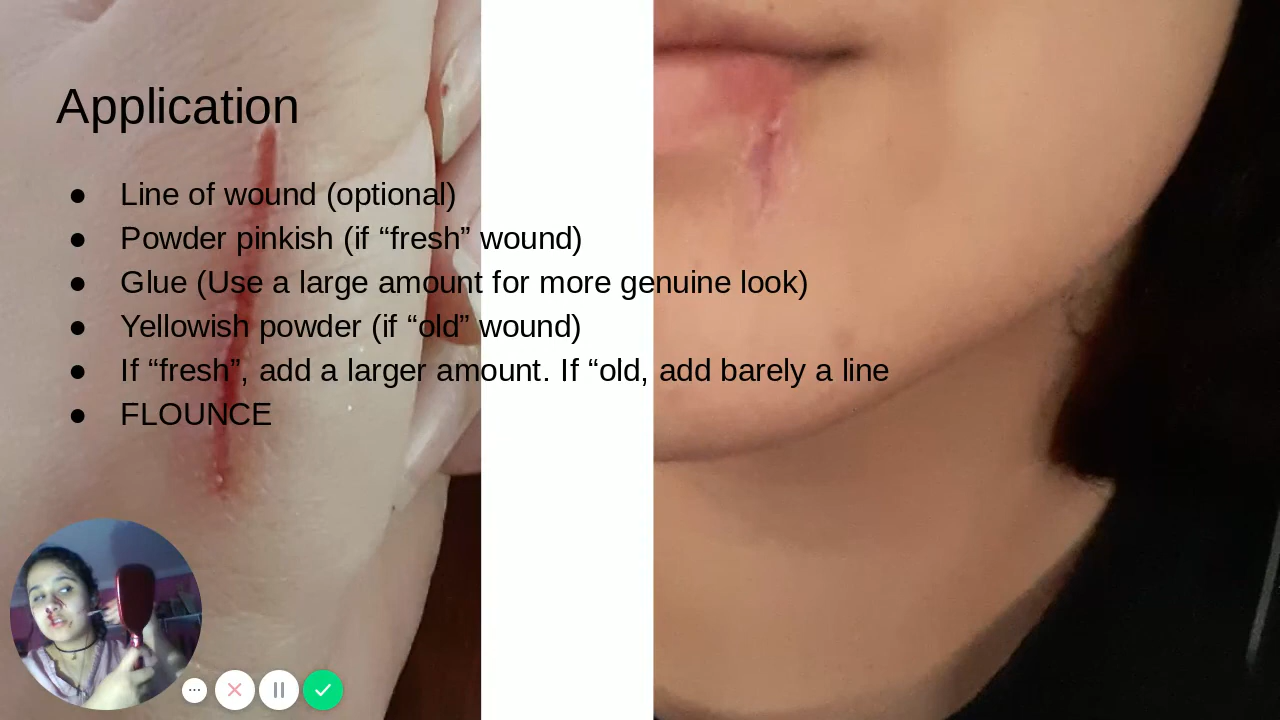 Application
● Line of wound (optional)
● Powder pinkish (if “fresh” wound)
● Glue (Use a large amount for more genuine look)
● Yellowish powder (if “old” wound)
● If “fresh”, add a larger amount. If “old, add barely a line
● FLOUNCE